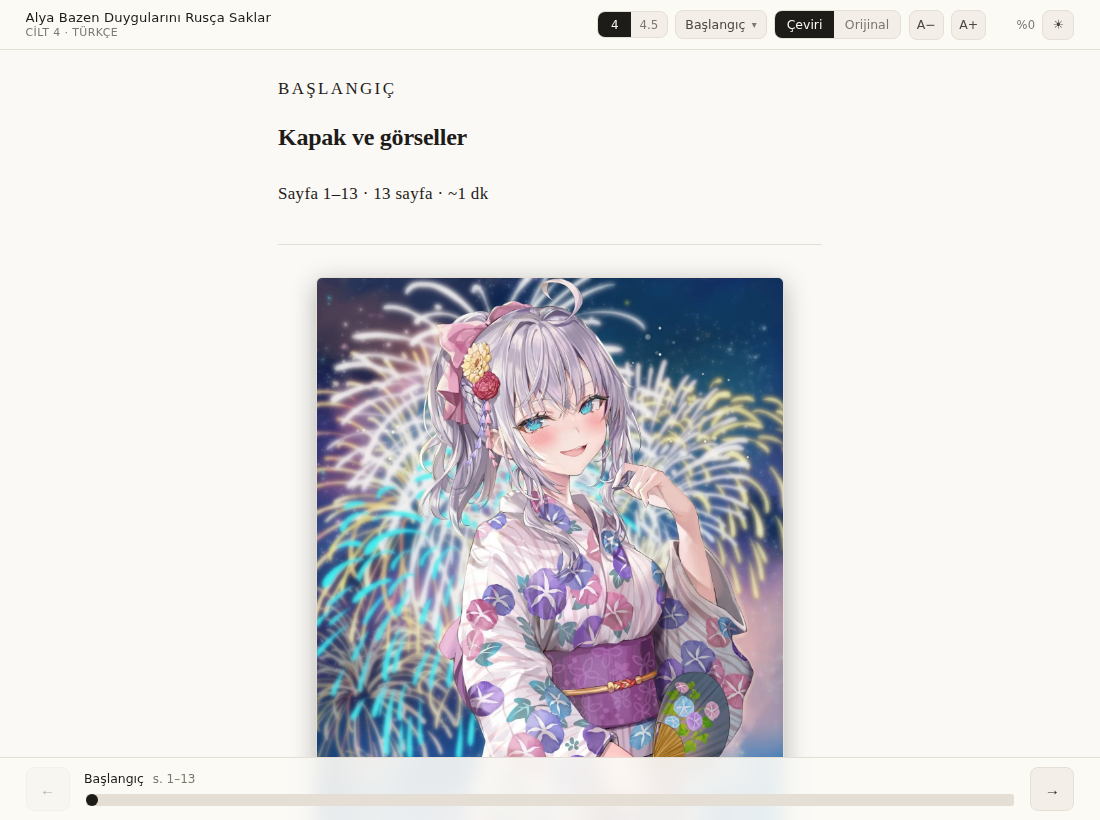 Alya Bazen Duygularını Rusça Saklar
CİLT 4 · TÜRKÇE
4 4.5 Başlangıç ▾ Çeviri Orijinal A− A+ %0 ☀
BAŞLANGIÇ
Kapak ve görseller
Sayfa 1–13 · 13 sayfa · ~1 dk
← Başlangıç s. 1–13 →